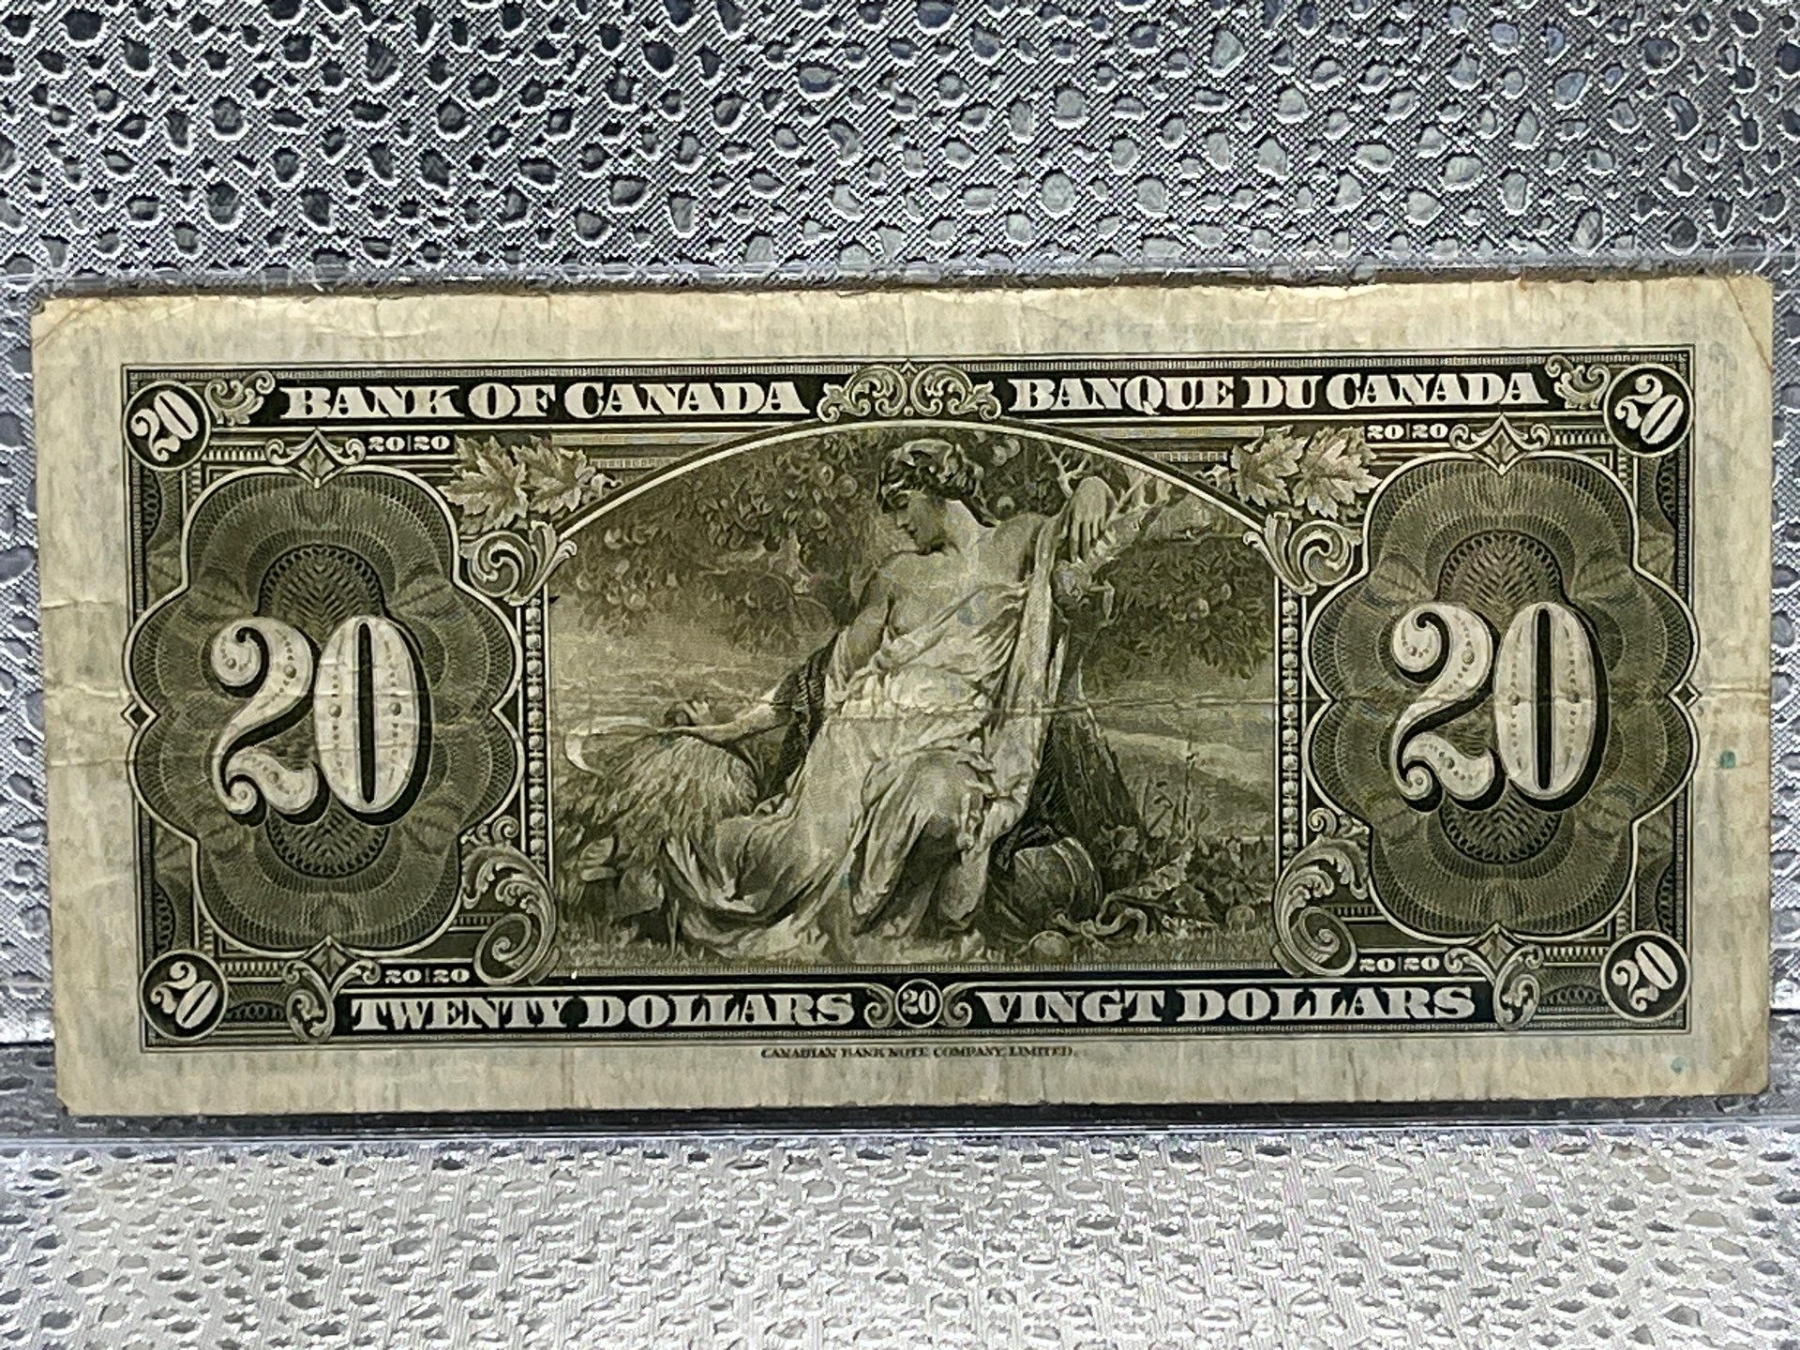 20 BANK OF CANADA BANQUE DU CANADA 20
20|20 20|20
20 20
20|20 20|20
20 TWENTY DOLLARS 20 VINGT DOLLARS 20
CANADIAN BANK NOTE COMPANY, LIMITED.